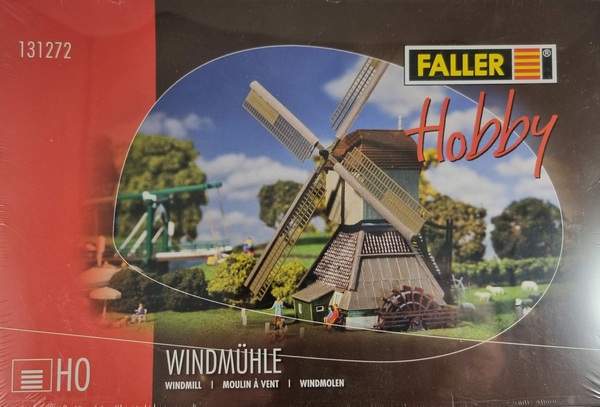 131272
FALLER®
Hobby
HO
WINDMÜHLE
WINDMILL | MOULIN À VENT | WINDMOLEN